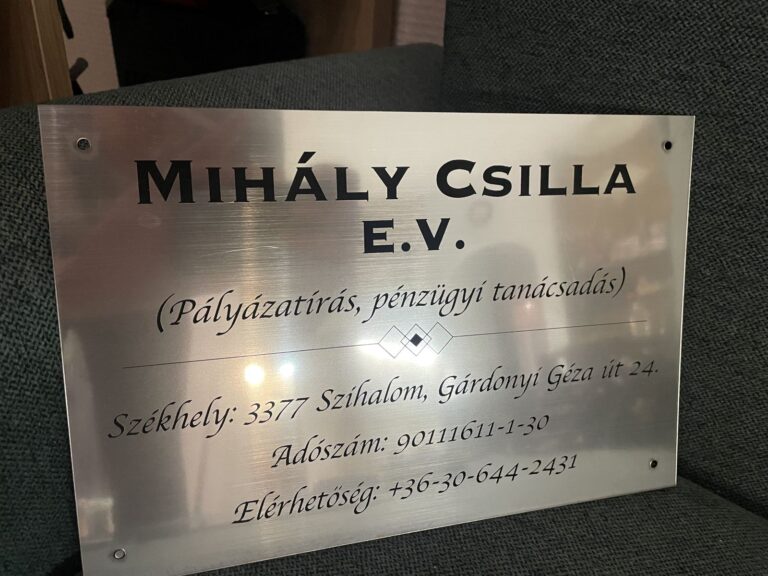 MIHÁLY CSILLA
E.V.
(Pályázatírás, pénzügyi tanácsadás)
Székhely: 3377 Szihalom, Gárdonyi Géza út 24.
Adószám: 90111611-1-30
Elérhetőség: +36-30-644-2431